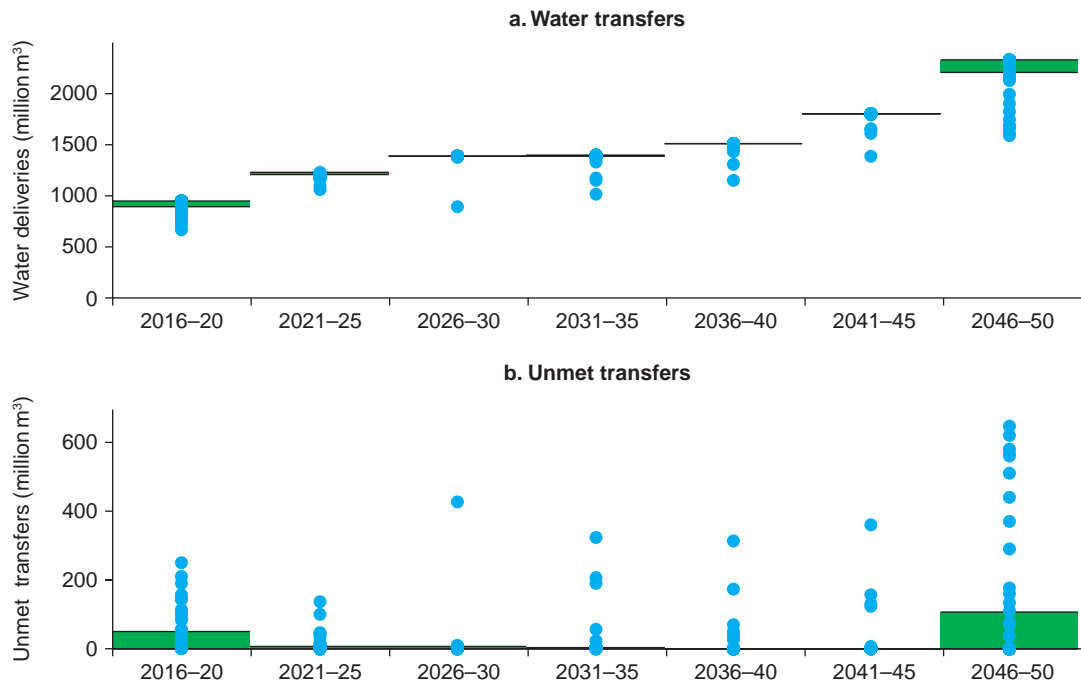 a. Water transfers
Water deliveries (million m³)
2000
1500
1000
500
0
2016–20 2021–25 2026–30 2031–35 2036–40 2041–45 2046–50
b. Unmet transfers
Unmet transfers (million m³)
600
400
200
0
2016–20 2021–25 2026–30 2031–35 2036–40 2041–45 2046–50